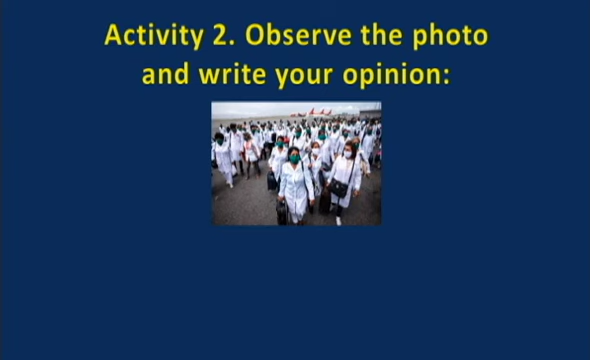 Activity 2. Observe the photo
and write your opinion: